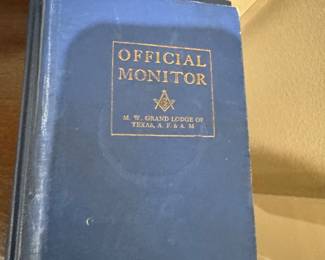 OFFICIAL
MONITOR
M. W. GRAND LODGE OF
TEXAS, A. F. & A. M